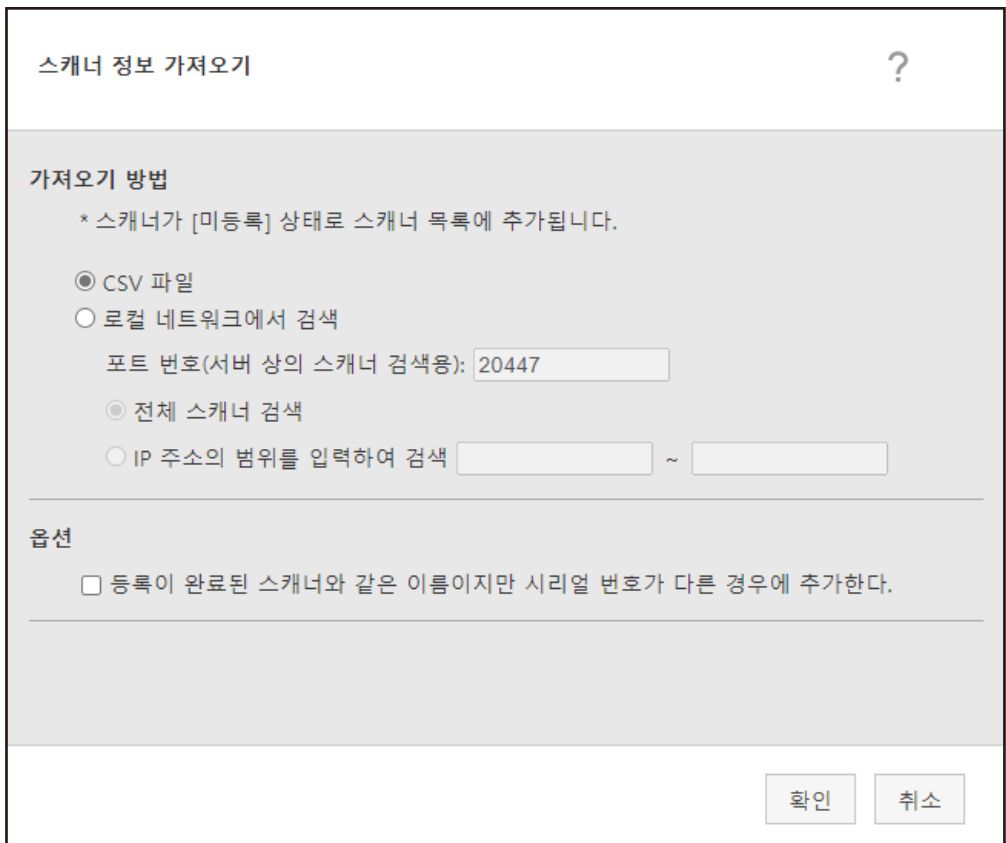 스캐너 정보 가져오기 ?
가져오기 방법
* 스캐너가 [미등록] 상태로 스캐너 목록에 추가됩니다.
CSV 파일
로컬 네트워크에서 검색
포트 번호(서버 상의 스캐너 검색용): 20447
전체 스캐너 검색
IP 주소의 범위를 입력하여 검색 ~
옵션
등록이 완료된 스캐너와 같은 이름이지만 시리얼 번호가 다른 경우에 추가한다.
확인 취소